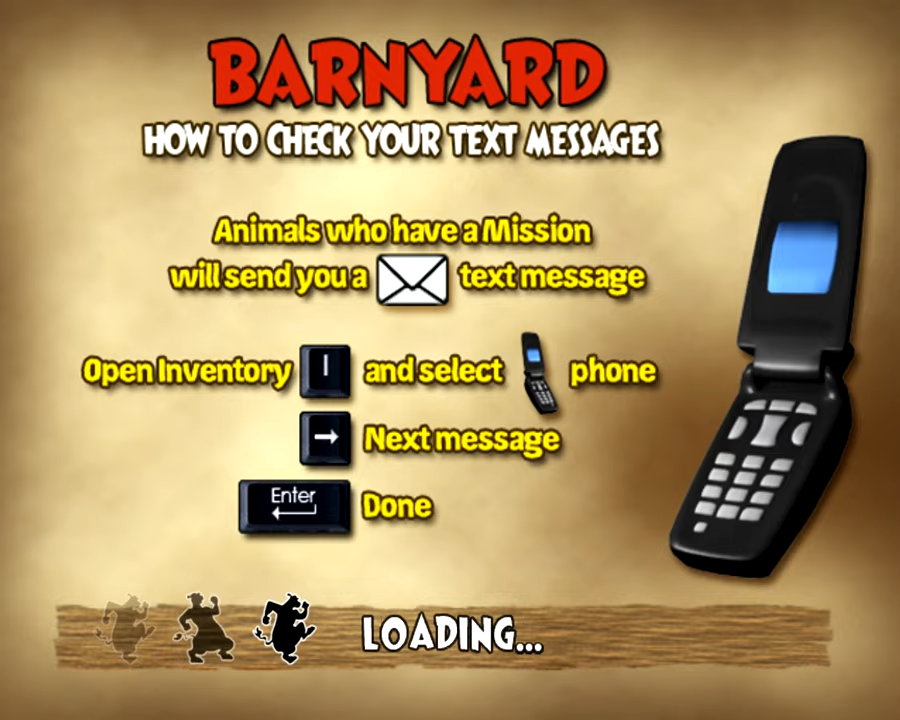 BARNYARD
HOW TO CHECK YOUR TEXT MESSAGES
Animals who have a Mission
will send you a text message
Open Inventory I and select phone
→ Next message
Enter ↵ Done
LOADING...